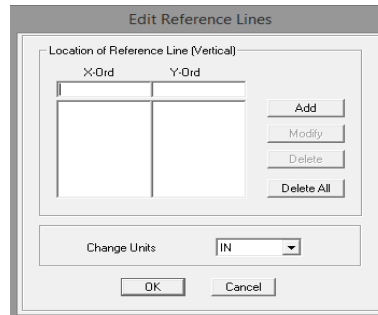 Edit Reference Lines
Location of Reference Line (Vertical)
X-Ord Y-Ord
Add
Modify
Delete
Delete All
Change Units IN
OK Cancel